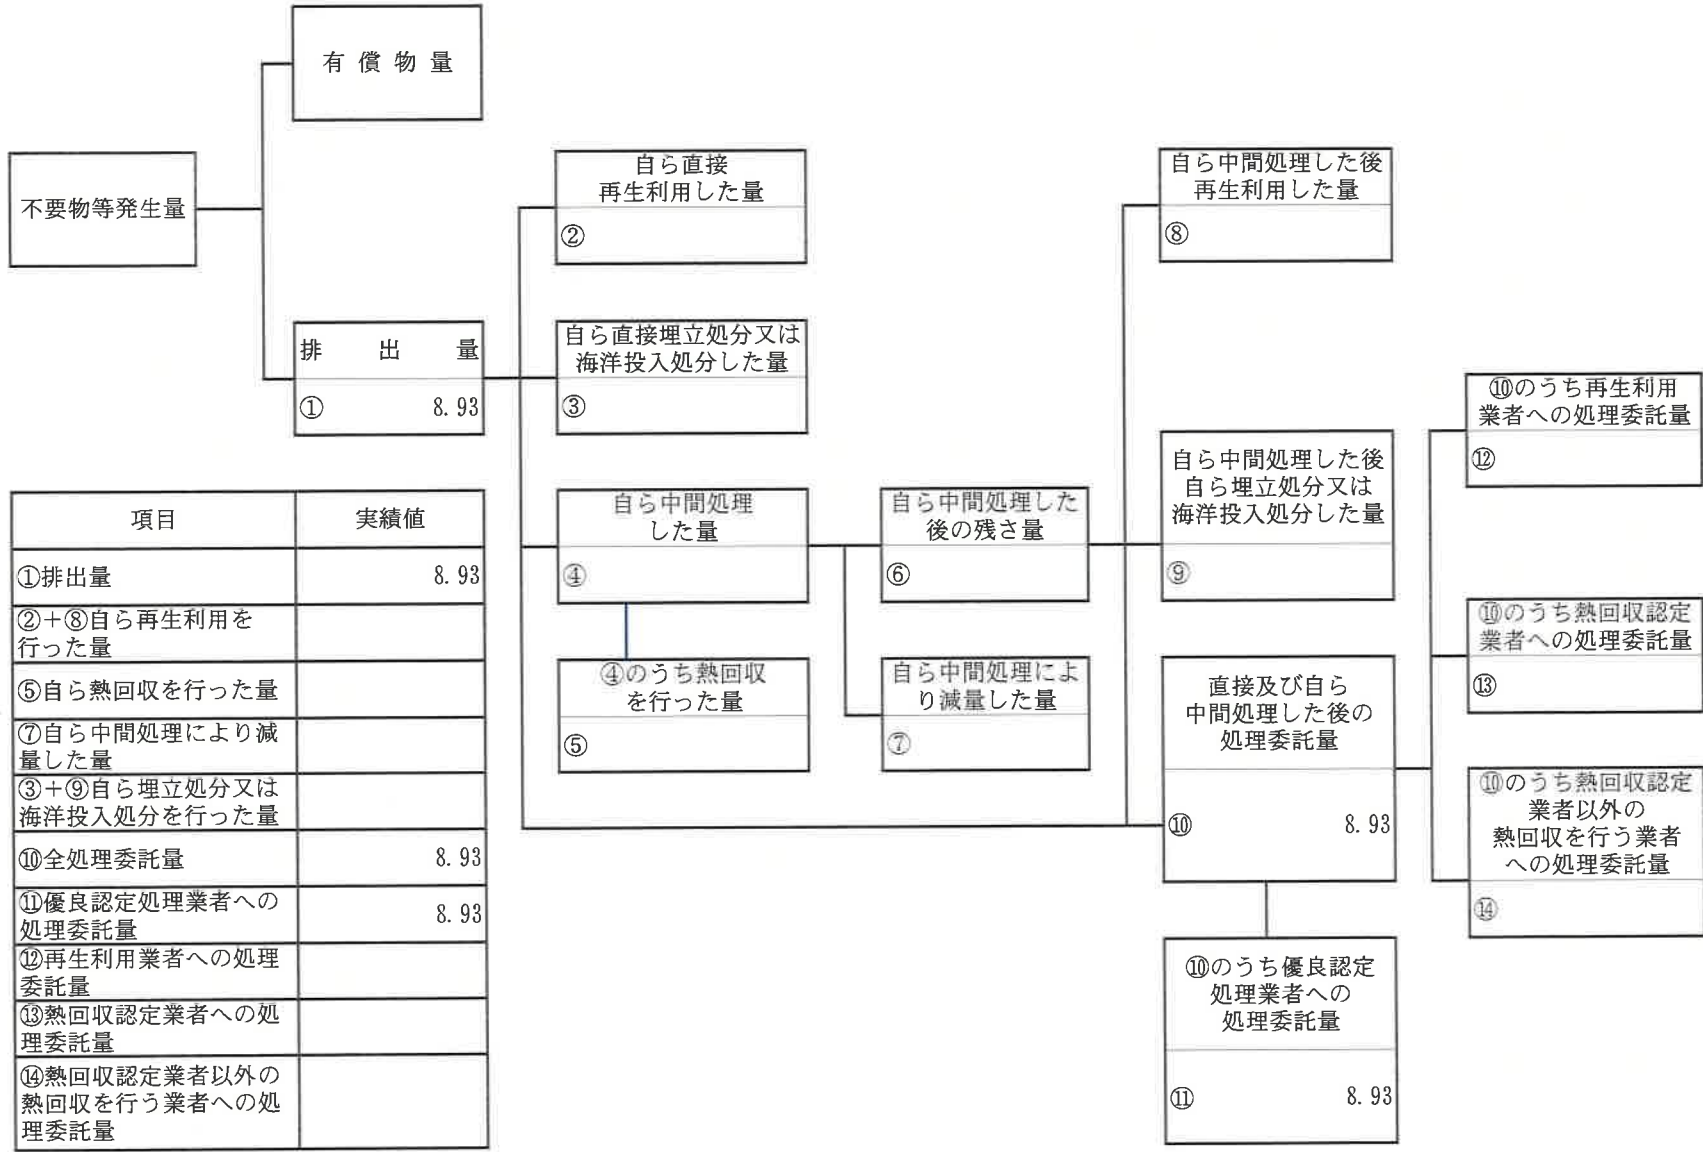 有償物量
不要物等発生量
排出量
① 8.93
自ら直接
再生利用した量
②
自ら直接埋立処分又は
海洋投入処分した量
③
自ら中間処理
した量
④
④のうち熱回収
を行った量
⑤
自ら中間処理した
後の残さ量
⑥
自ら中間処理によ
り減量した量
⑦
自ら中間処理した後
再生利用した量
⑧
自ら中間処理した後
自ら埋立処分又は
海洋投入処分した量
⑨
直接及び自ら
中間処理した後の
処理委託量
⑩ 8.93
⑩のうち優良認定
処理業者への
処理委託量
⑪ 8.93
⑩のうち再生利用
業者への処理委託量
⑫
⑩のうち熱回収認定
業者への処理委託量
⑬
⑩のうち熱回収認定
業者以外の
熱回収を行う業者
への処理委託量
⑭
項目 実績値
①排出量 8.93
②+⑧自ら再生利用を
行った量
⑤自ら熱回収を行った量
⑦自ら中間処理により減
量した量
③+⑨自ら埋立処分又は
海洋投入処分を行った量
⑩全処理委託量 8.93
⑪優良認定処理業者への
処理委託量 8.93
⑫再生利用業者への処理
委託量
⑬熱回収認定業者への処
理委託量
⑭熱回収認定業者以外の
熱回収を行う業者への処
理委託量